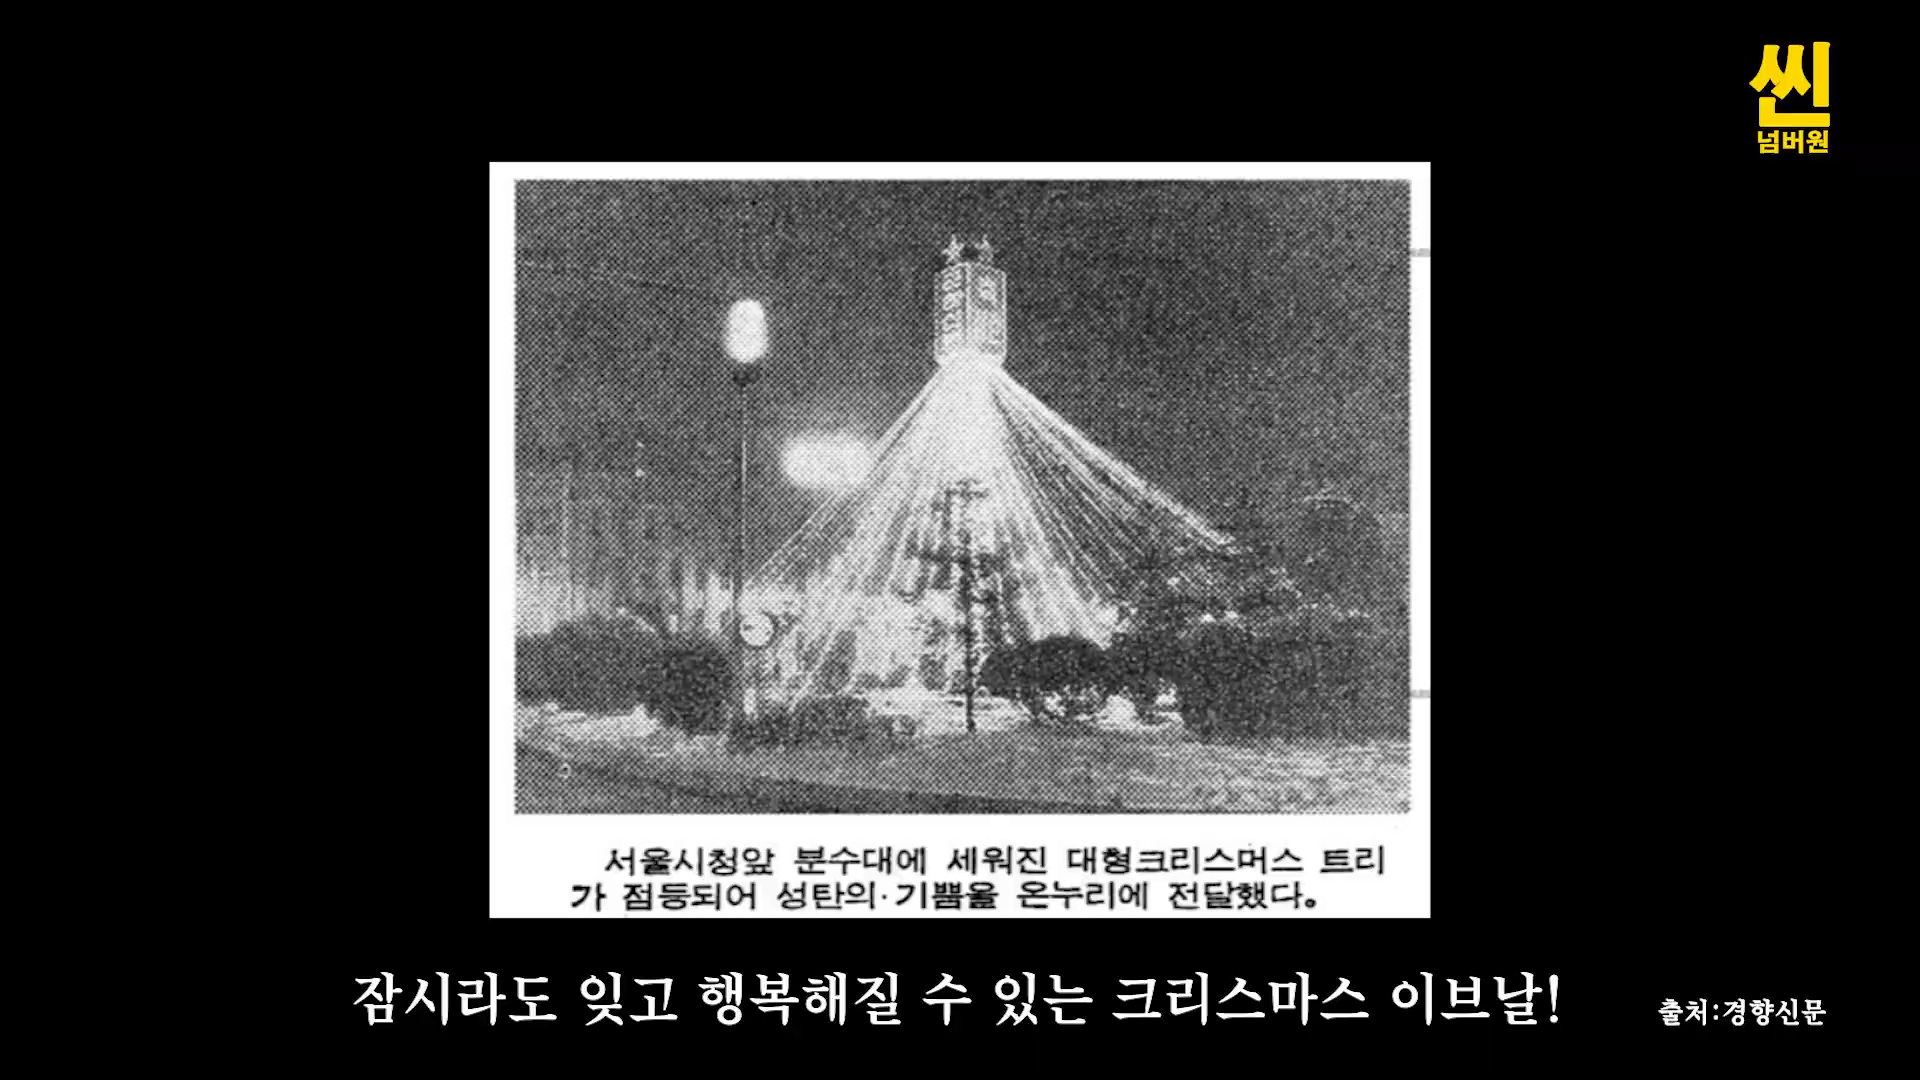 씬
넘버원
서울시청앞 분수대에 세워진 대형크리스머스 트리
가 점등되어 성탄의·기쁨을 온누리에 전달했다。
잠시라도 잊고 행복해질 수 있는 크리스마스 이브날!
출처:경향신문